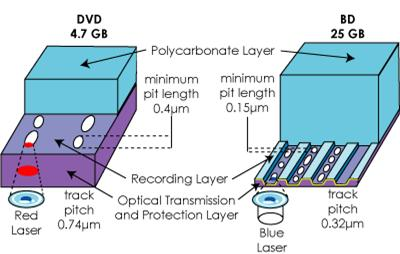 DVD
4.7 GB
BD
25 GB
Polycarbonate Layer
minimum
pit length
0.4µm
minimum
pit length
0.15µm
Recording Layer
Optical Transmission
and Protection Layer
track
pitch
0.74µm
track
pitch
0.32µm
Red
Laser
Blue
Laser